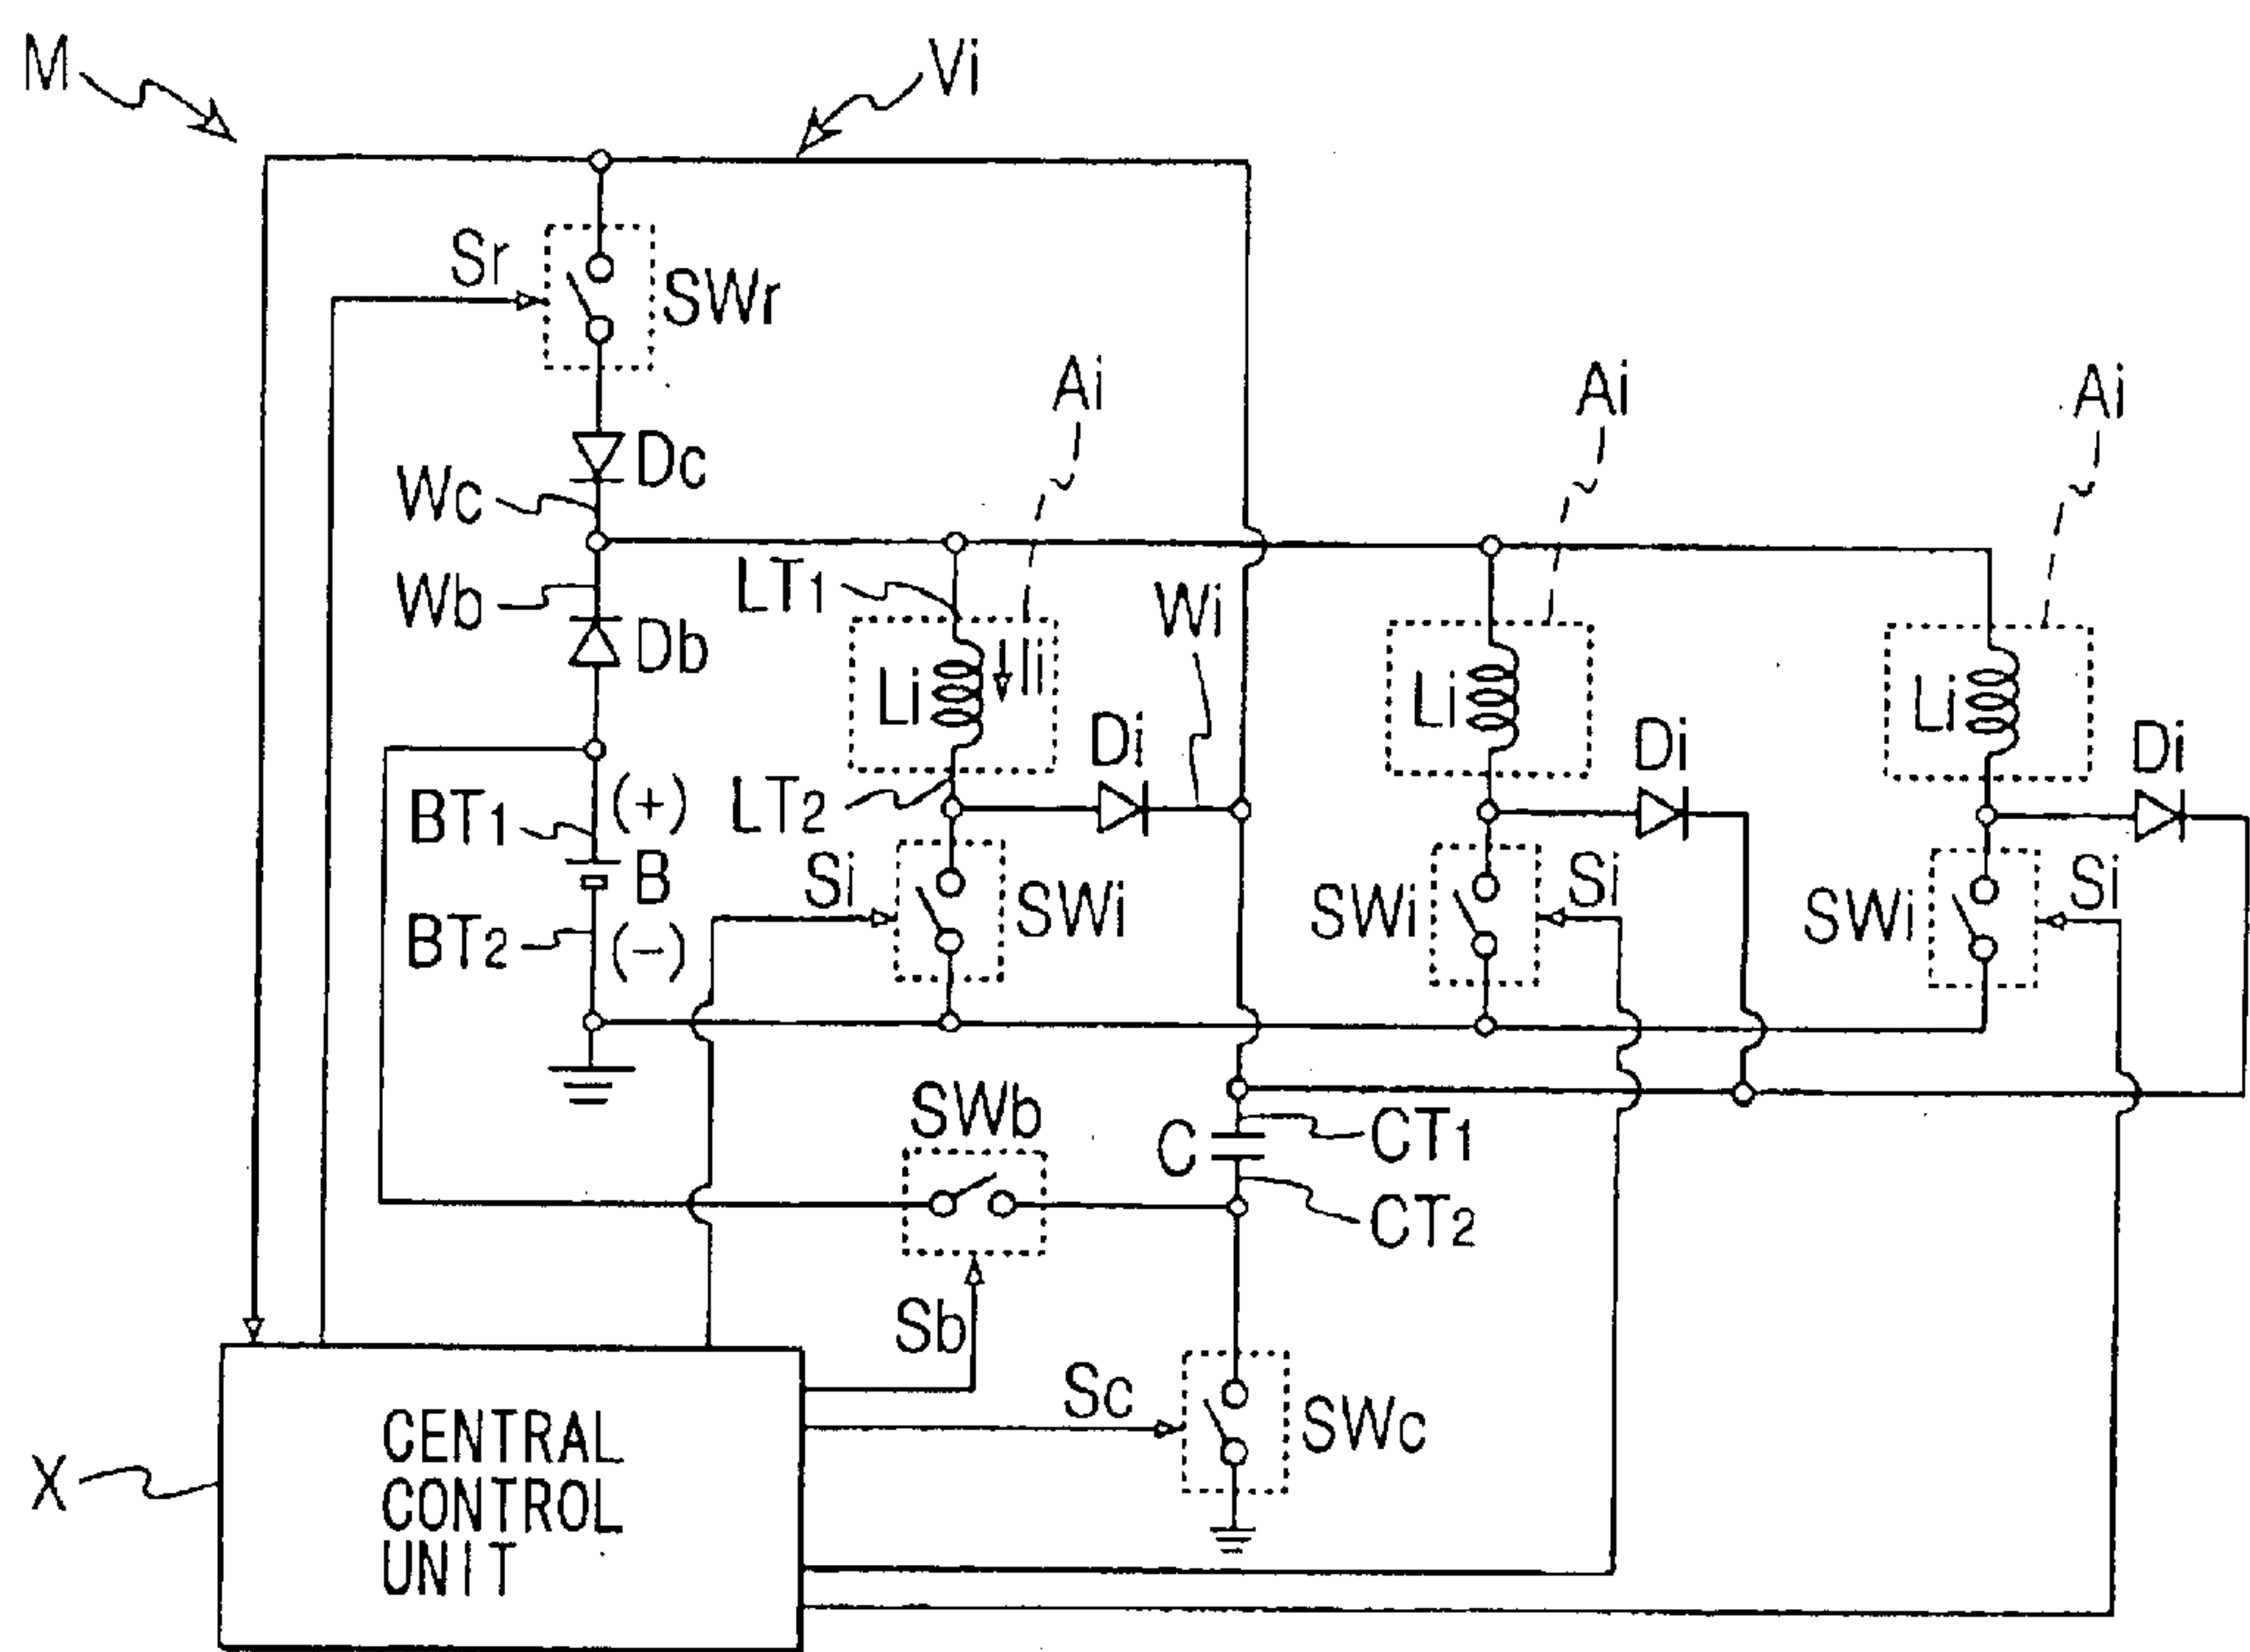 M
Vi
Sr
SWr
Ai
Ai
Ai
Dc
Wc
LT1
Wi
Wb
Db
Li
Ii
Li
Li
Di
Di
Di
BT1
(+)
LT2
B
Si
SWi
SWi
Si
SWi
Si
BT2
(−)
SWb
C
CT1
CT2
Sb
Sc
SWc
X
CENTRAL
CONTROL
UNIT